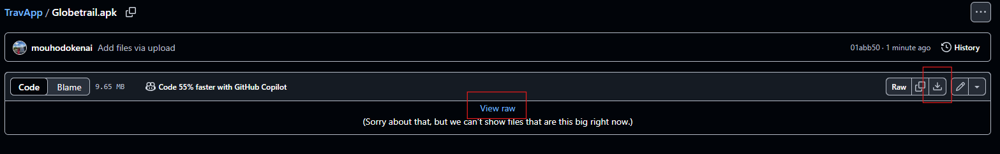 TravApp / Globetrail.apk
mouhodokenai Add files via upload 01abb50 · 1 minute ago History
Code Blame 9.65 MB Code 55% faster with GitHub Copilot Raw
View raw
(Sorry about that, but we can't show files that are this big right now.)